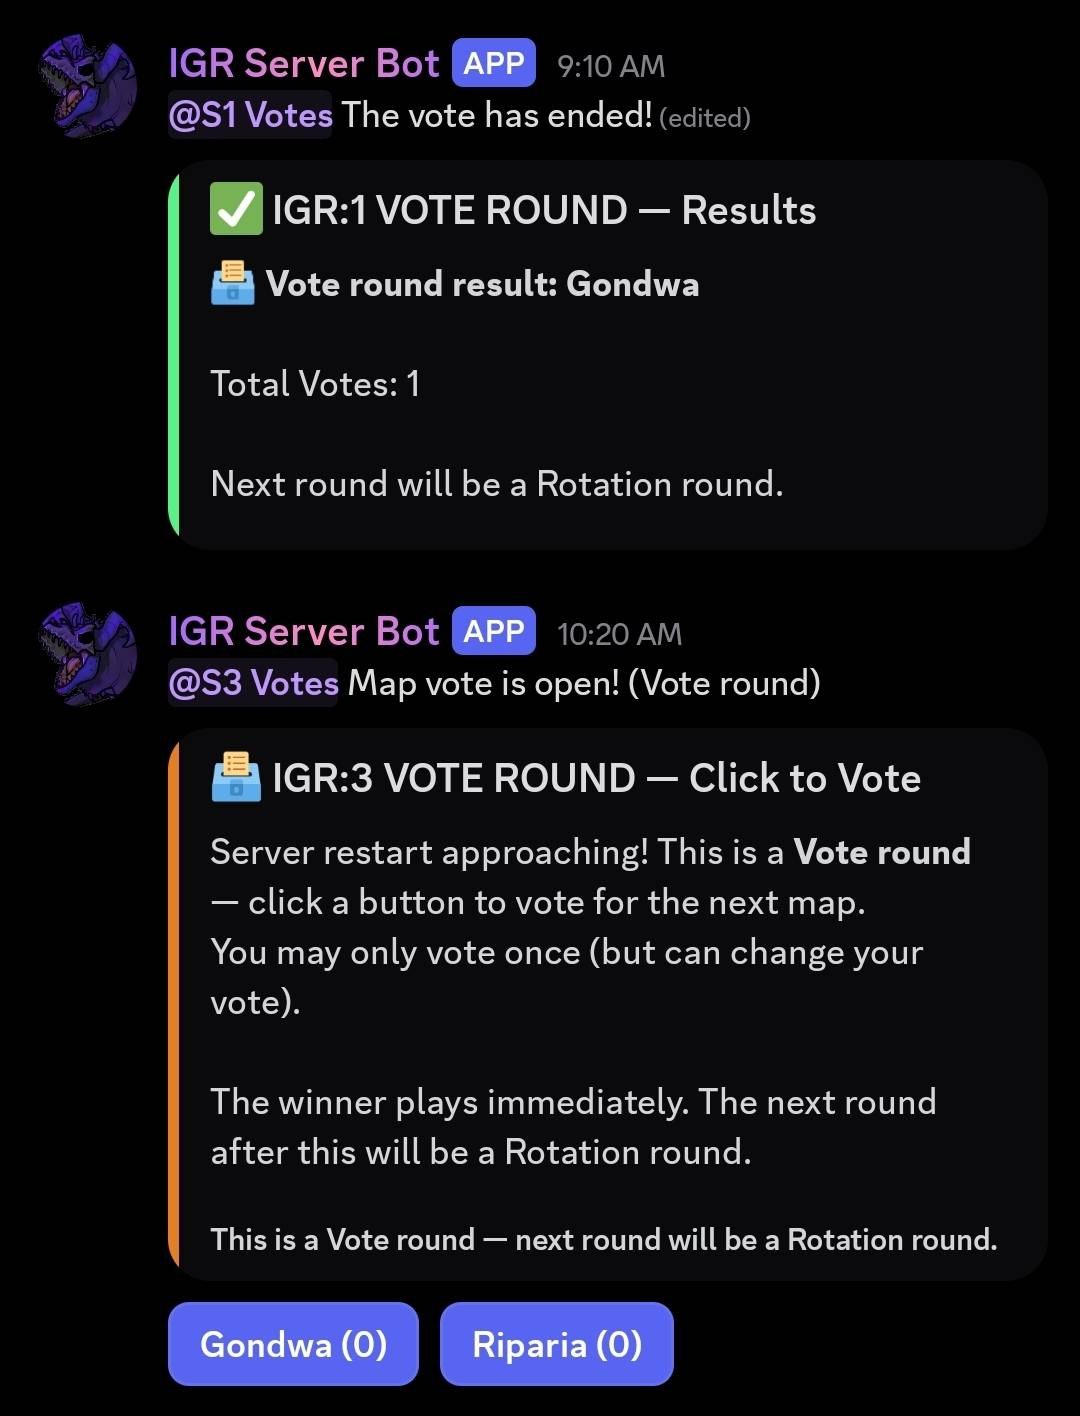 IGR Server Bot APP 9:10 AM
@S1 Votes The vote has ended! (edited)
IGR:1 VOTE ROUND — Results
Vote round result: Gondwa
Total Votes: 1
Next round will be a Rotation round.
IGR Server Bot APP 10:20 AM
@S3 Votes Map vote is open! (Vote round)
IGR:3 VOTE ROUND — Click to Vote
Server restart approaching! This is a Vote round
— click a button to vote for the next map.
You may only vote once (but can change your
vote).
The winner plays immediately. The next round
after this will be a Rotation round.
This is a Vote round — next round will be a Rotation round.
Gondwa (0) Riparia (0)